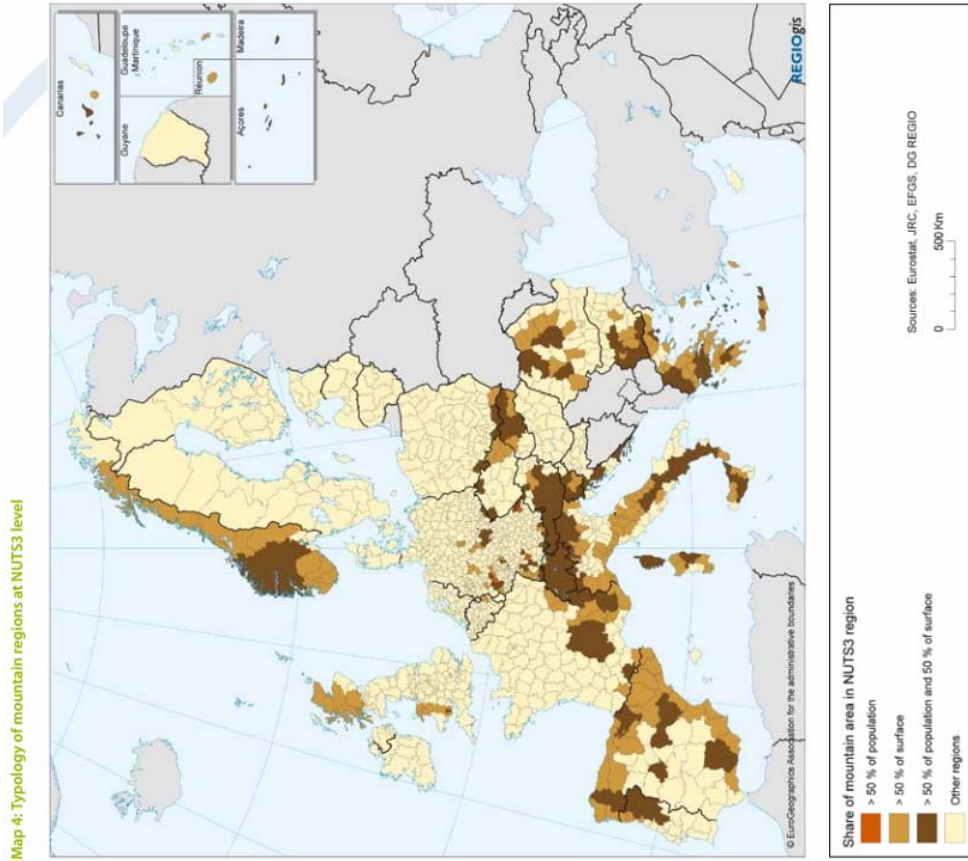 Map 4: Typology of mountain regions at NUTS3 level
Canarias
Guyane
Guadeloupe
Martinique
Réunion
Açores
Madeira
REGIOgis
© EuroGeographics Association for the administrative boundaries
Share of mountain area in NUTS3 region
> 50 % of population
> 50 % of surface
> 50 % of population and 50 % of surface
Other regions
Sources: Eurostat, JRC, EFGS, DG REGIO
0 500 Km